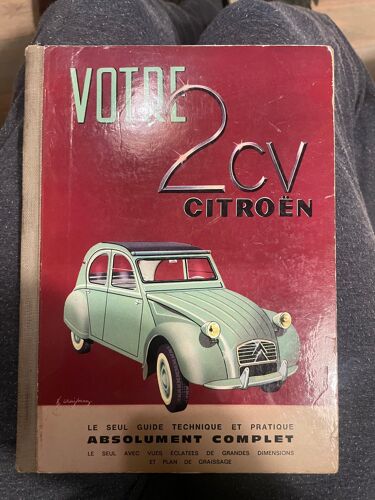 VOTRE
2CV
CITROËN
LE SEUL GUIDE TECHNIQUE ET PRATIQUE
ABSOLUMENT COMPLET
LE SEUL AVEC VUES ÉCLATÉES DE GRANDES DIMENSIONS
ET PLAN DE GRAISSAGE